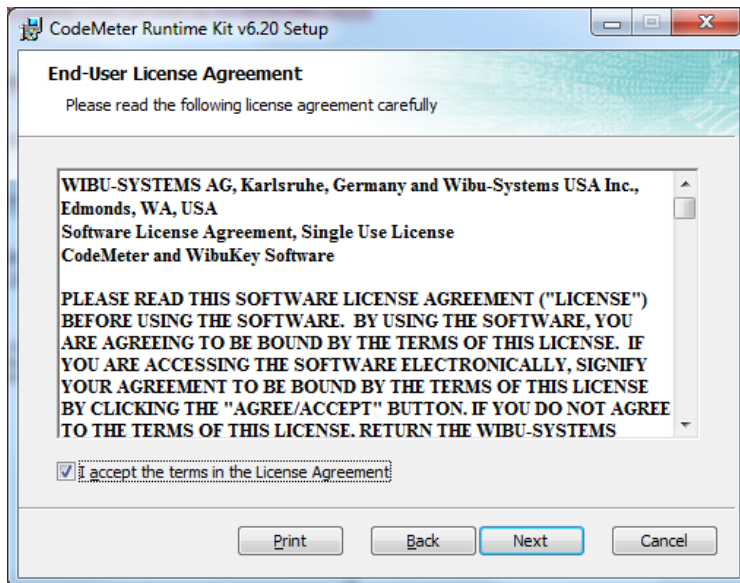 CodeMeter Runtime Kit v6.20 Setup
End-User License Agreement
Please read the following license agreement carefully
WIBU-SYSTEMS AG, Karlsruhe, Germany and Wibu-Systems USA Inc.,
Edmonds, WA, USA
Software License Agreement, Single Use License
CodeMeter and WibuKey Software
PLEASE READ THIS SOFTWARE LICENSE AGREEMENT ("LICENSE")
BEFORE USING THE SOFTWARE. BY USING THE SOFTWARE, YOU
ARE AGREEING TO BE BOUND BY THE TERMS OF THIS LICENSE. IF
YOU ARE ACCESSING THE SOFTWARE ELECTRONICALLY, SIGNIFY
YOUR AGREEMENT TO BE BOUND BY THE TERMS OF THIS LICENSE
BY CLICKING THE "AGREE/ACCEPT" BUTTON. IF YOU DO NOT AGREE
TO THE TERMS OF THIS LICENSE, RETURN THE WIBU-SYSTEMS
I accept the terms in the License Agreement
Print Back Next Cancel